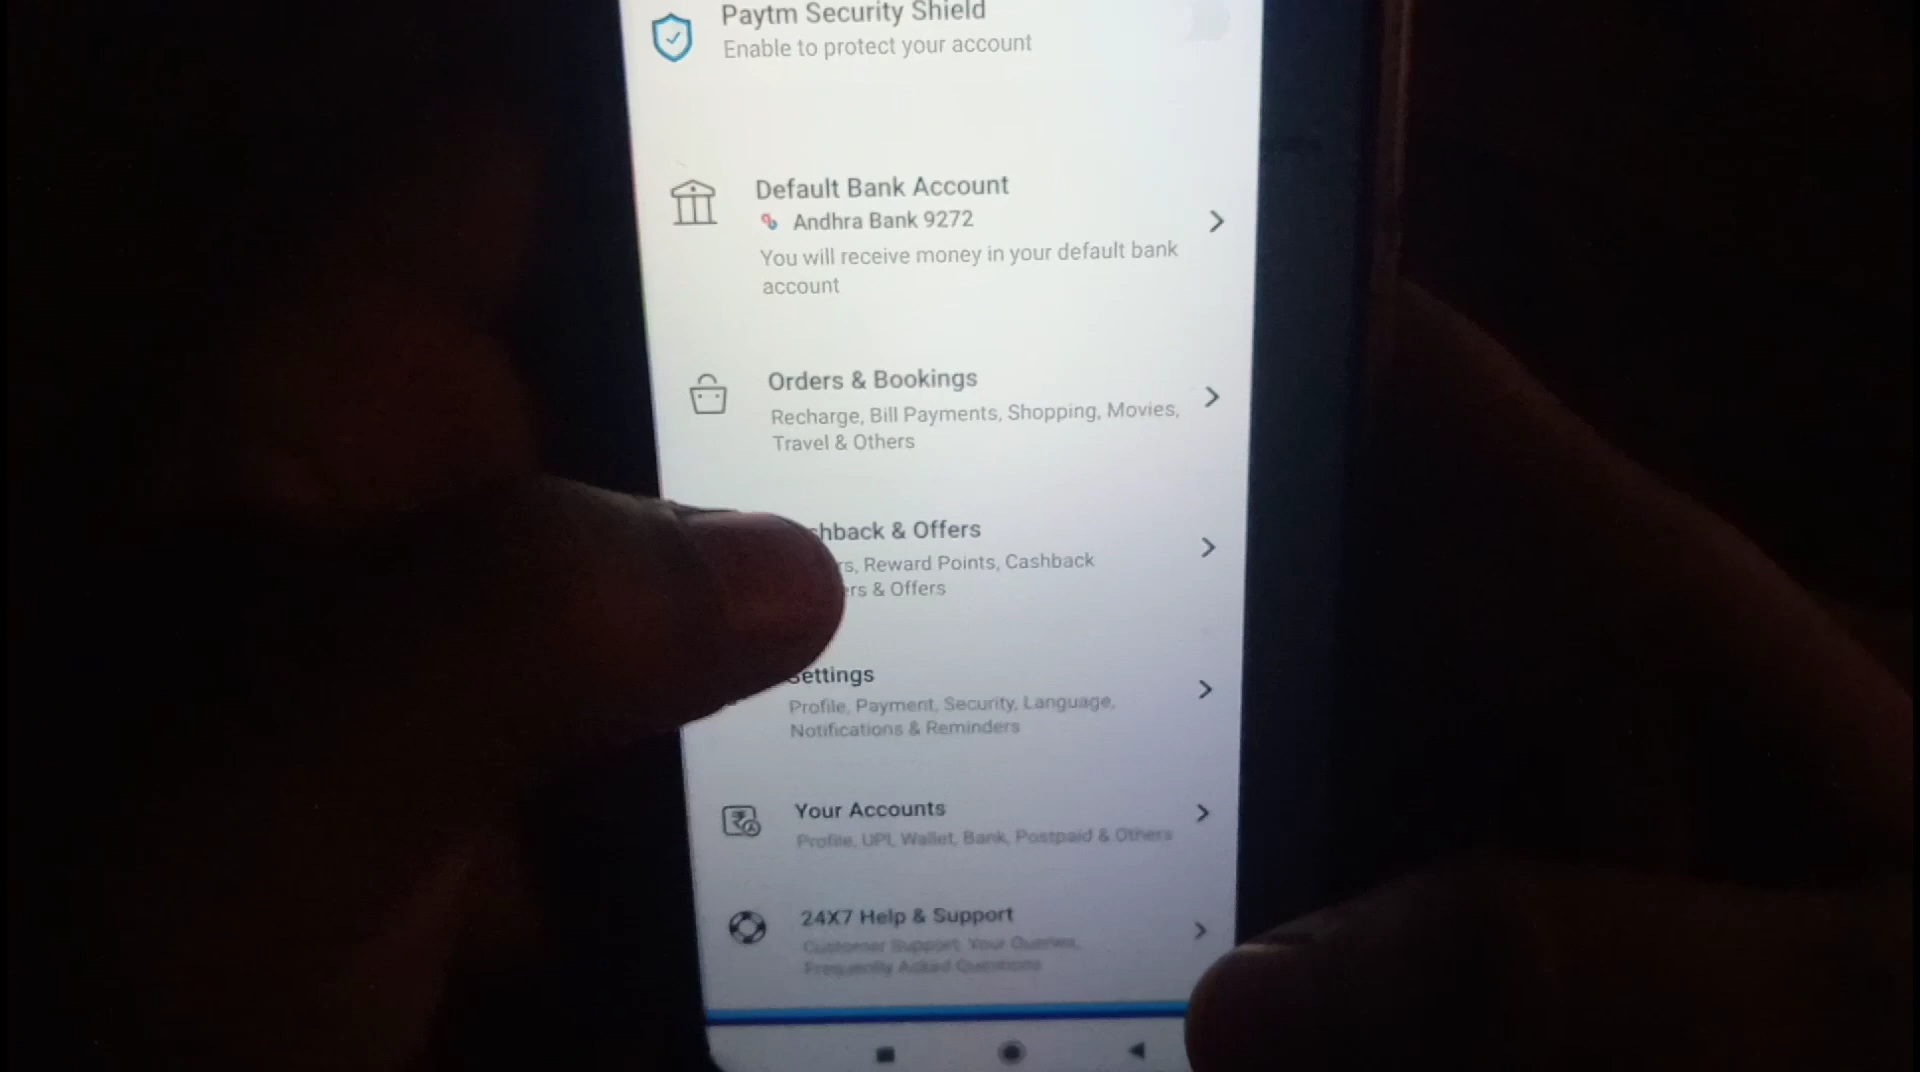 Paytm Security Shield
Enable to protect your account
Default Bank Account
Andhra Bank 9272
You will receive money in your default bank
account
Orders & Bookings
Recharge, Bill Payments, Shopping, Movies,
Travel & Others
& Offers
Reward Points, Cashback
& Offers
Settings
Profile, Payment, Security, Language,
Notifications & Reminders
Your Accounts
Profile, UPI, Wallet, Bank, Postpaid & Others
24X7 Help & Support
Customer Support, Your Queries,
Frequently Asked Questions